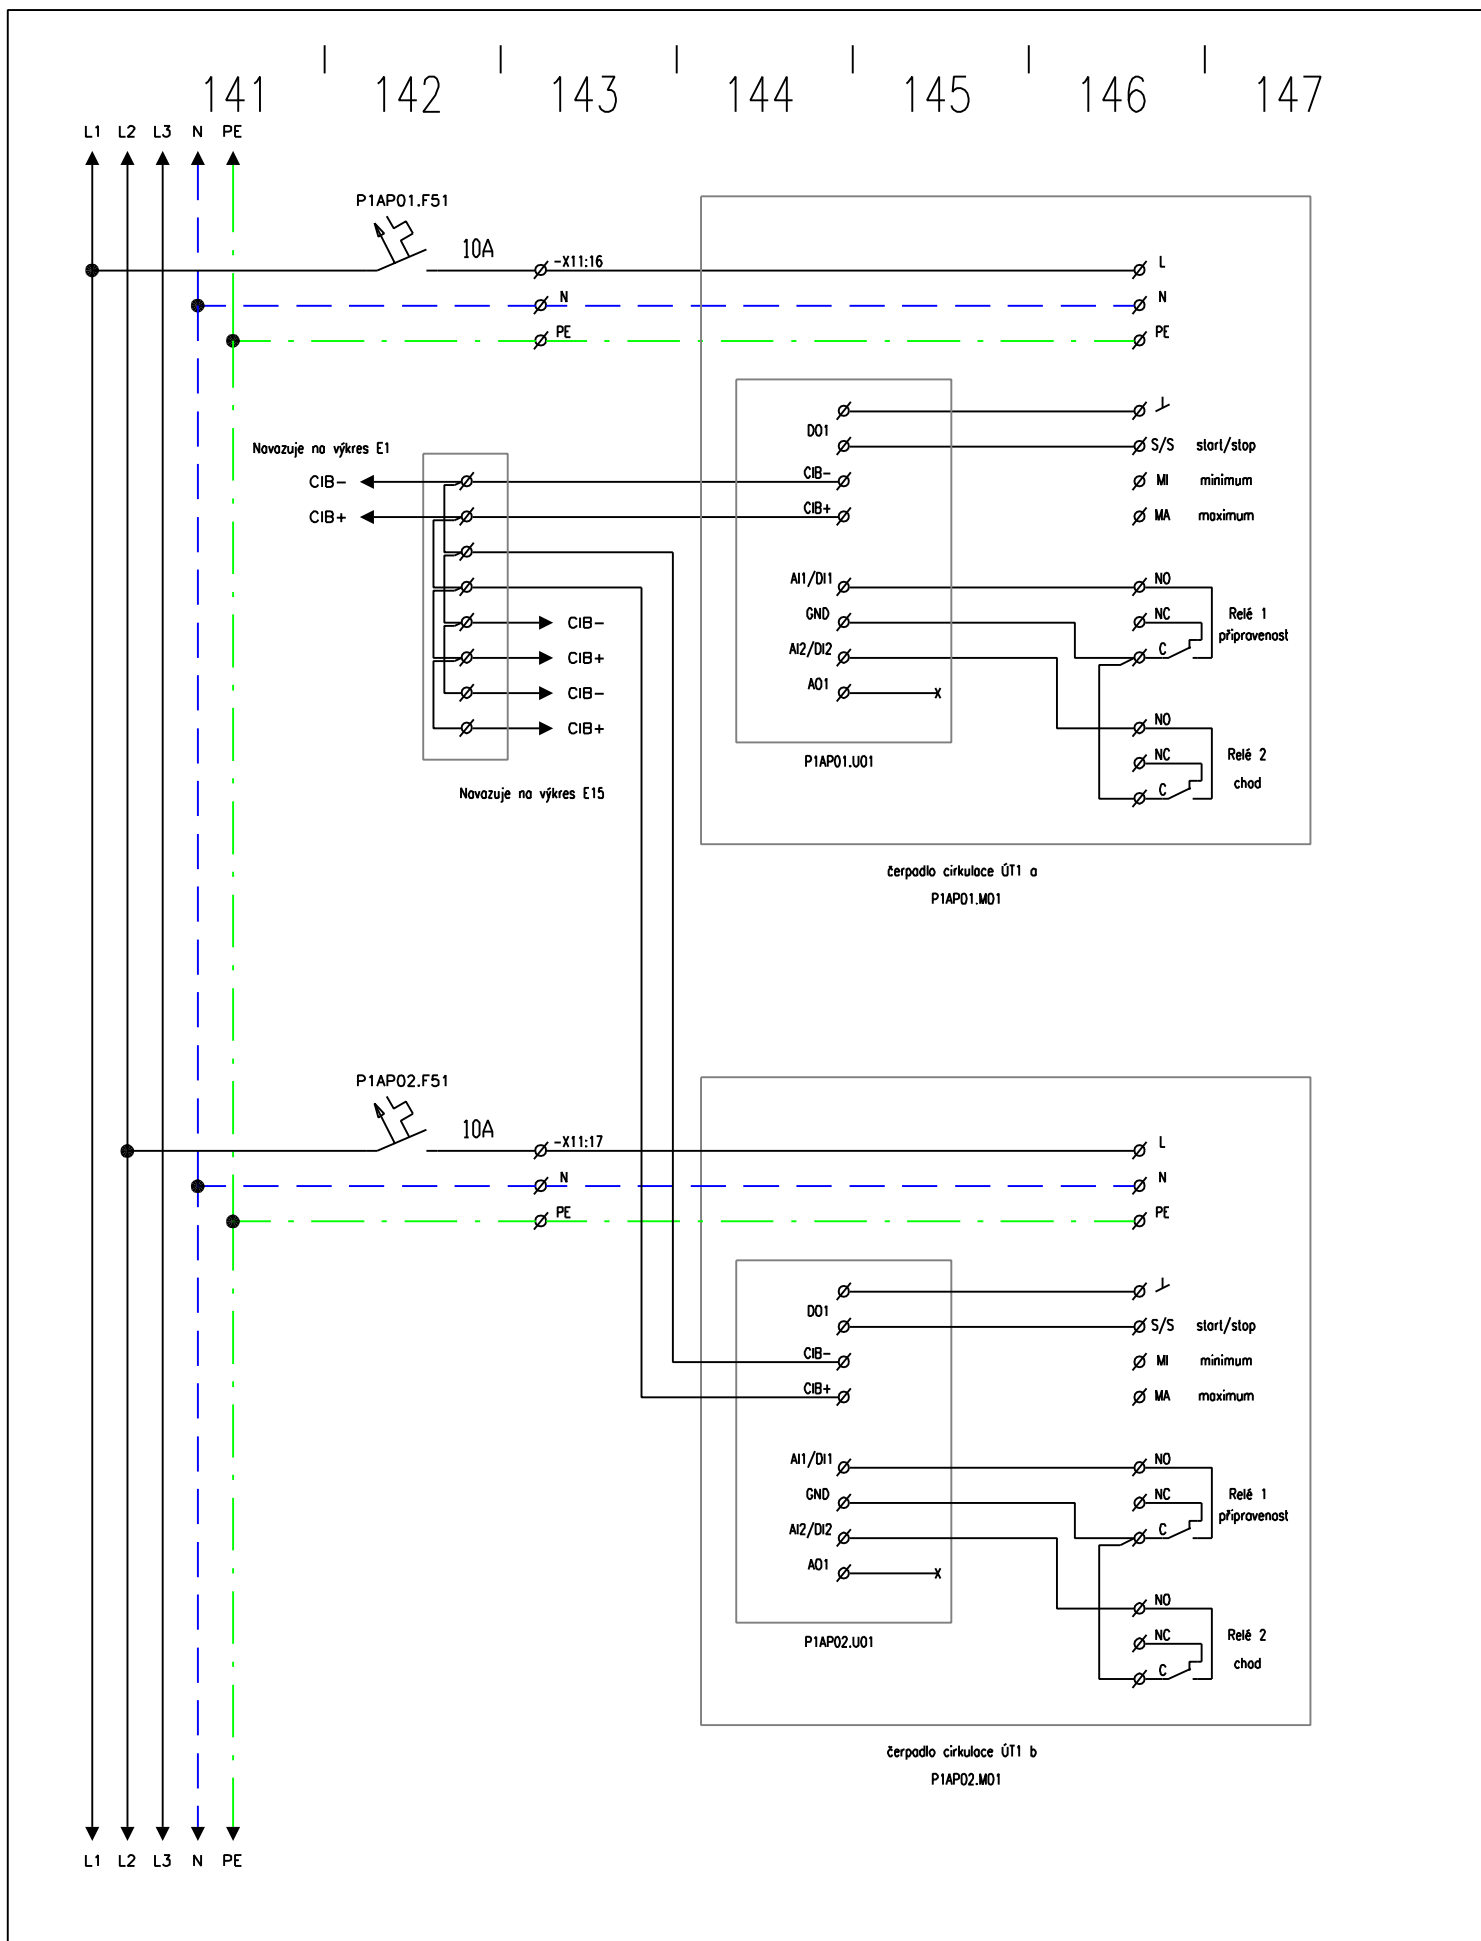 141 142 143 144 145 146 147
L1 L2 L3 N PE
P1AP01.F51
10A
-X11:16
L
N
N
PE
PE
DO1
S/S start/stop
Navazuje na výkres E1
CIB-
CIB-
MI minimum
CIB+
CIB+
MA maximum
AI1/DI1
NO
GND
NC
Relé 1
CIB-
připravenost
AI2/DI2
C
CIB+
AO1
CIB-
NO
CIB+
NC
Relé 2
P1AP01.U01
chod
C
Navazuje na výkres E15
čerpadlo cirkulace ÚT1 a
P1AP01.M01
P1AP02.F51
10A
-X11:17
L
N
N
PE
PE
DO1
S/S start/stop
CIB-
MI minimum
CIB+
MA maximum
AI1/DI1
NO
GND
NC
Relé 1
připravenost
AI2/DI2
C
AO1
NO
NC
Relé 2
P1AP02.U01
chod
C
čerpadlo cirkulace ÚT1 b
P1AP02.M01
L1 L2 L3 N PE